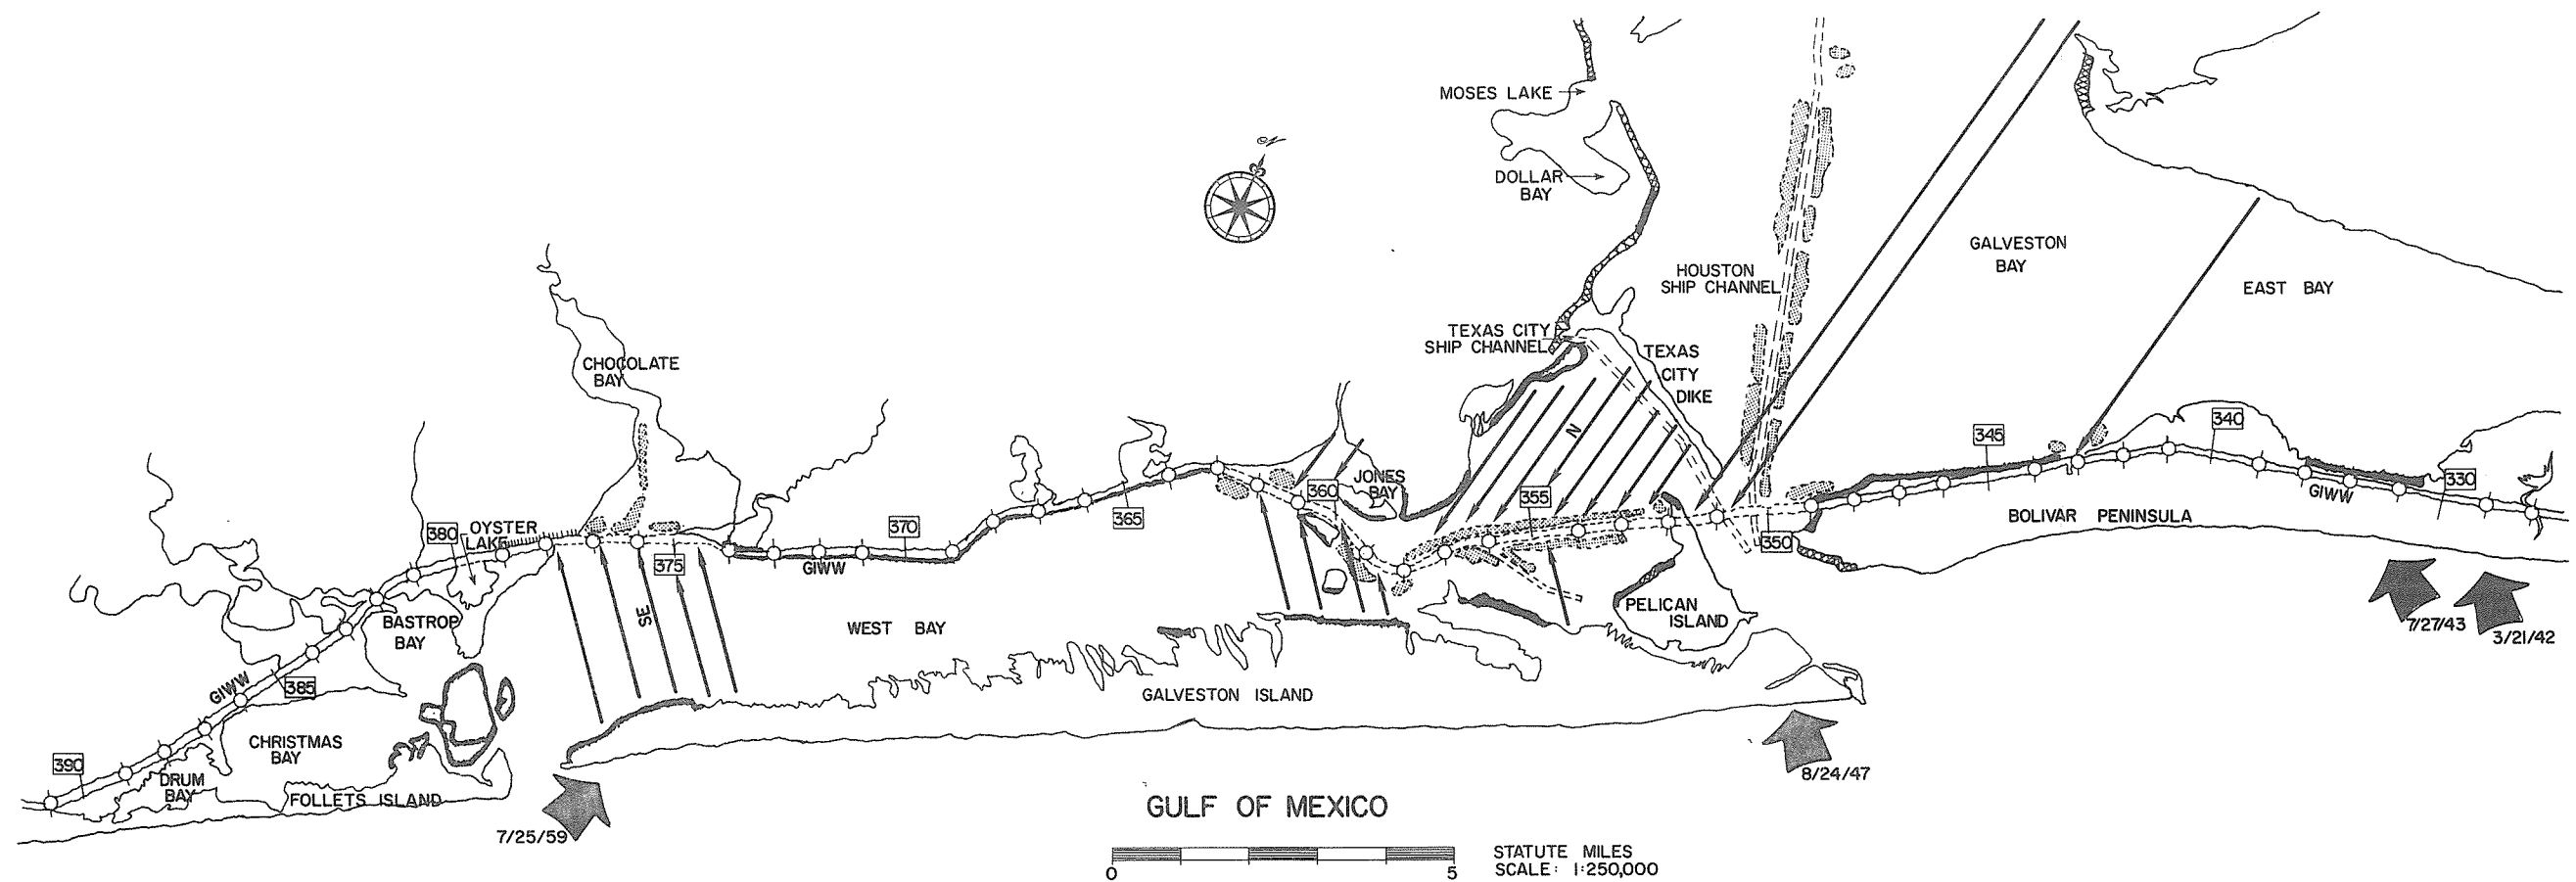 MOSES LAKE
DOLLAR
BAY
N
GALVESTON
BAY
HOUSTON
SHIP CHANNEL
EAST BAY
TEXAS CITY
SHIP CHANNEL
TEXAS
CITY
DIKE
CHOCOLATE
BAY
340
345
N
JONES
BAY
360
355
330
GIWW
365
370
380
OYSTER
LAKE
BOLIVAR PENINSULA
350
375
GIWW
SE
BASTROP
BAY
WEST BAY
PELICAN
ISLAND
7/27/43
3/21/42
GIWW
385
GALVESTON ISLAND
CHRISTMAS
BAY
390
DRUM
BAY
FOLLETS ISLAND
8/24/47
7/25/59
GULF OF MEXICO
0
5
STATUTE MILES
SCALE: 1:250,000